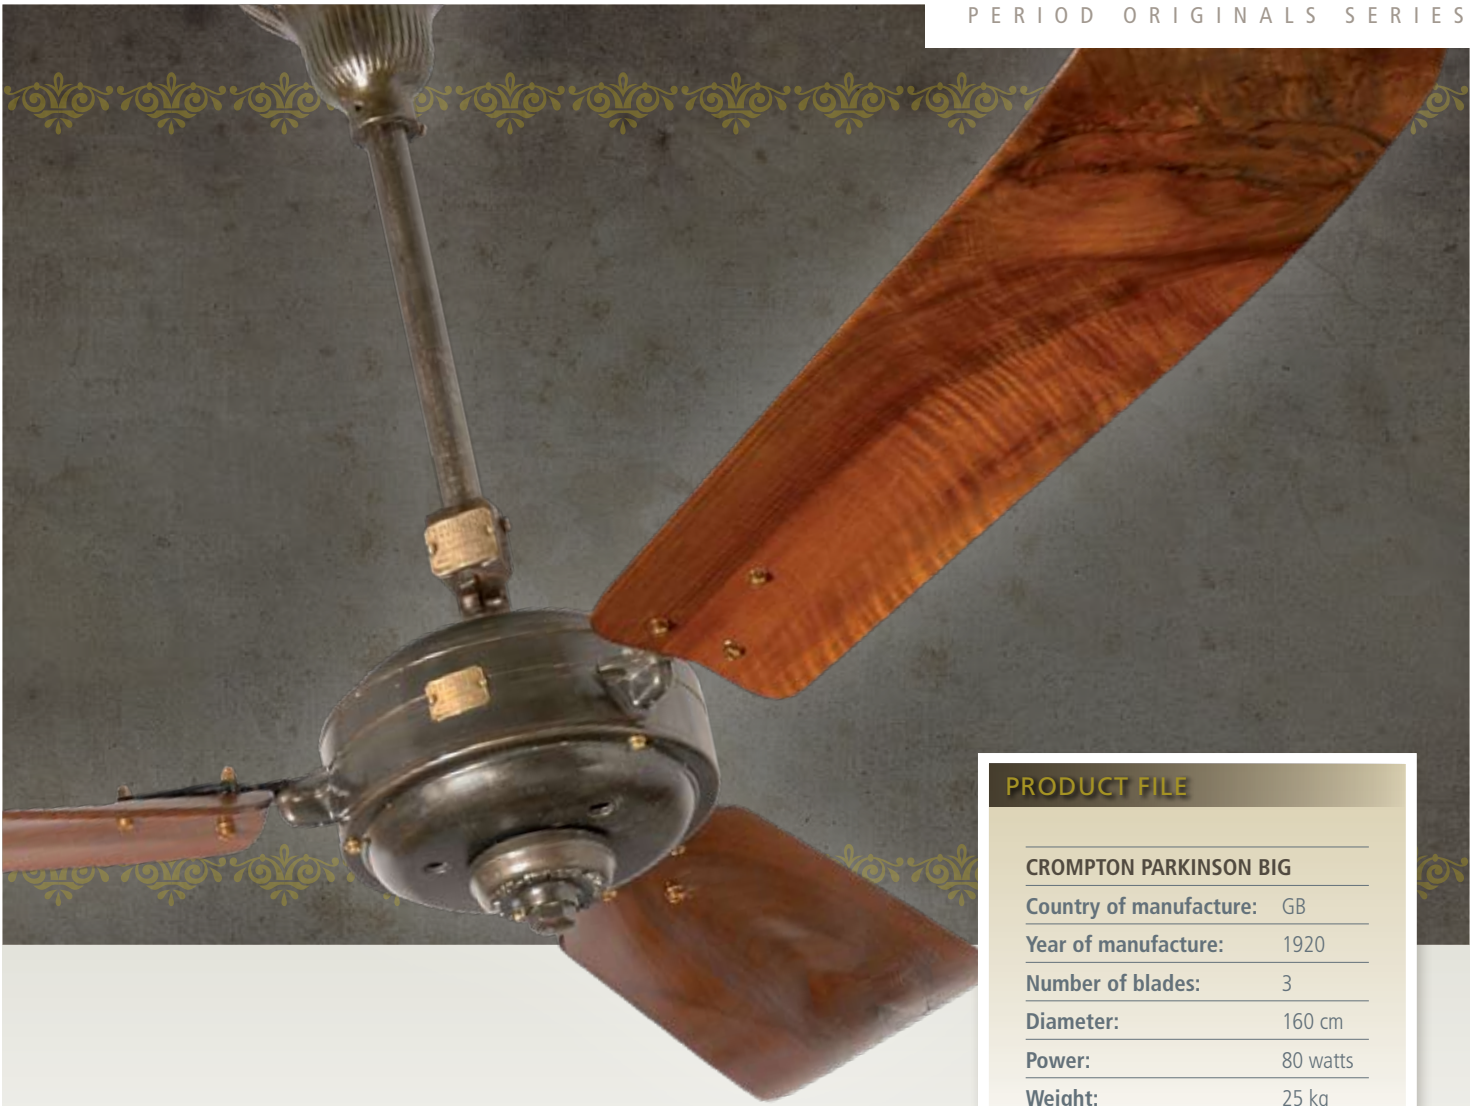 PERIOD ORIGINALS SERIES
PRODUCT FILE
CROMPTON PARKINSON BIG
Country of manufacture: GB
Year of manufacture: 1920
Number of blades: 3
Diameter: 160 cm
Power: 80 watts
Weight: 25 kg